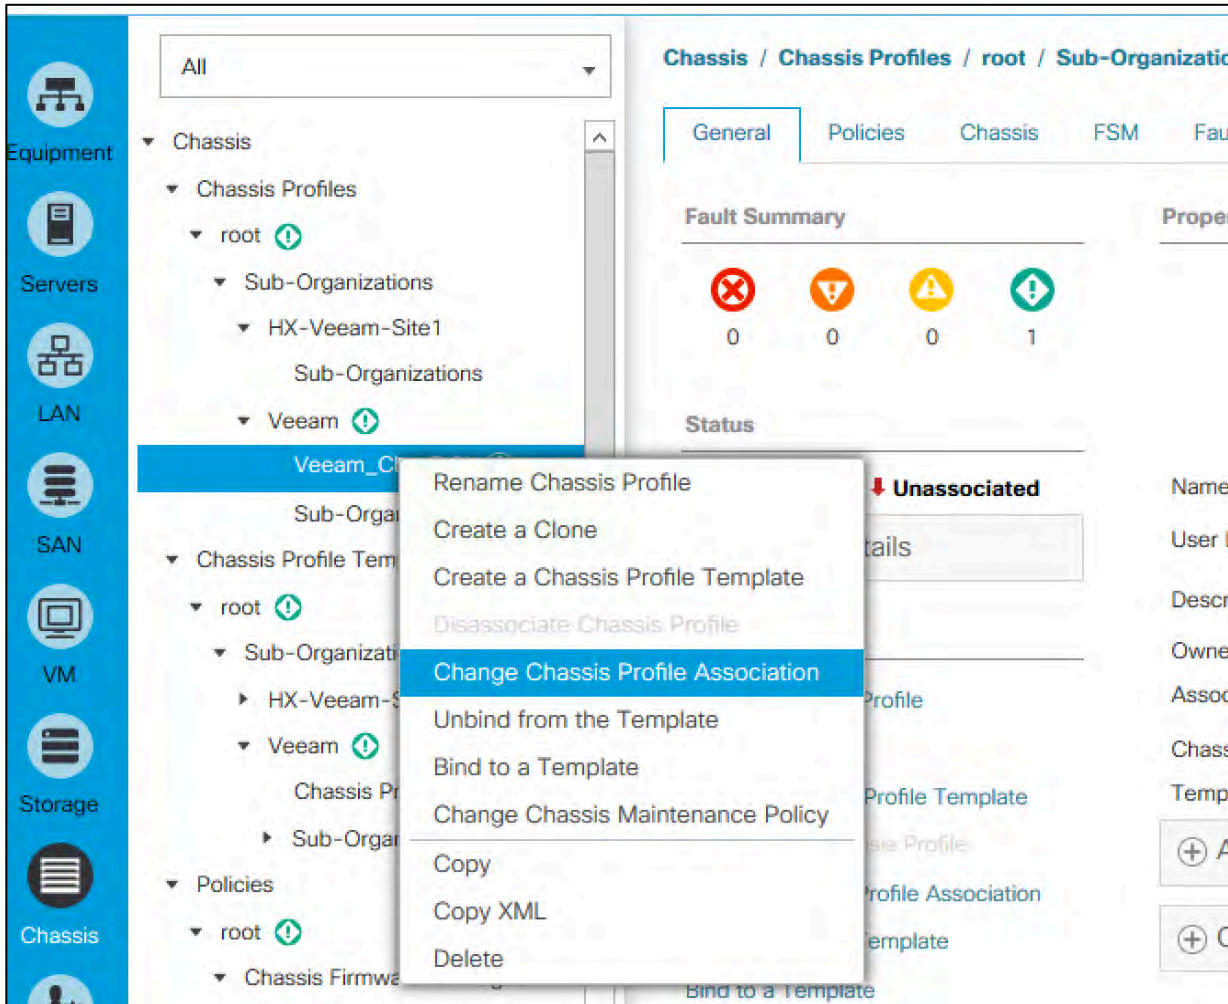 Equipment
Servers
LAN
SAN
VM
Storage
Chassis
All
Chassis
Chassis Profiles
root
Sub-Organizations
HX-Veeam-Site1
Sub-Organizations
Veeam
Veeam_C
Sub-Orga
Chassis Profile Tem
root
Sub-Organizati
HX-Veeam-S
Veeam
Chassis Pr
Sub-Orga
Policies
root
Chassis Firmwa
Rename Chassis Profile
Create a Clone
Create a Chassis Profile Template
Disassociate Chassis Profile
Change Chassis Profile Association
Unbind from the Template
Bind to a Template
Change Chassis Maintenance Policy
Copy
Copy XML
Delete
Chassis / Chassis Profiles / root / Sub-Organizatio
General Policies Chassis FSM Fau
Fault Summary
0 0 0 1
Status
Unassociated
tails
Profile
Profile Template
Profile
Profile Association
emplate
Bind to a Template
Proper
Name
User
Descr
Owne
Assoc
Chass
Temp